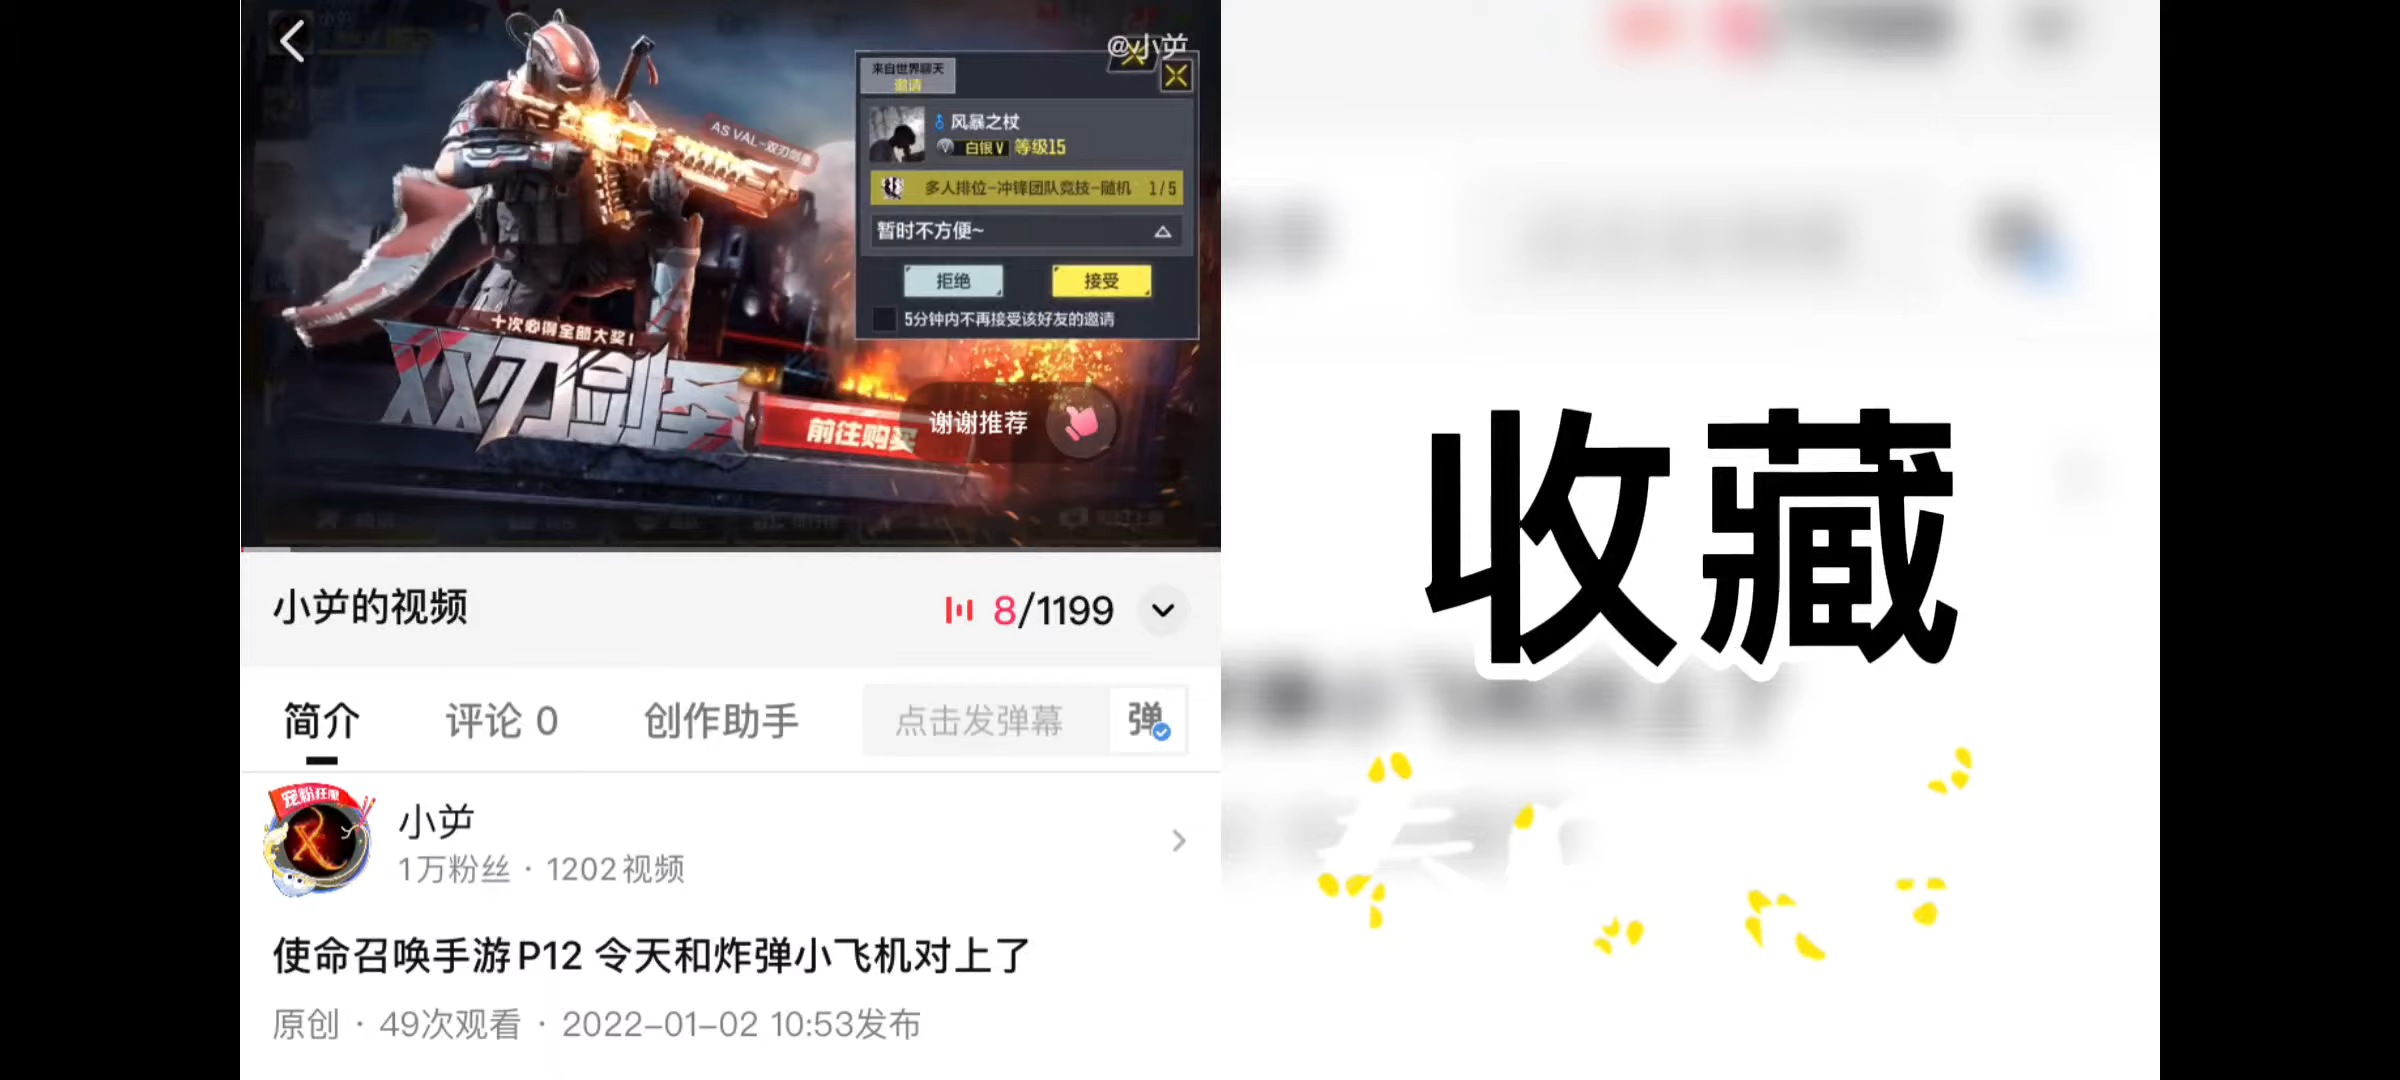 @小屰
来自世界聊天
邀请
风暴之杖
白银V 等级15
多人排位-冲锋团队竞技-随机 1/5
暂时不方便~
拒绝 接受
5分钟内不再接受该好友的邀请
AS VAL-双刃剑圣
十次必得全部大奖！
双刃剑怪
前往购买
谢谢推荐
小屰的视频
8/1199
简介 评论 0 创作助手 点击发弹幕 弹
宠粉狂魔
小屰
1万粉丝 · 1202视频
使命召唤手游P12 令天和炸弹小飞机对上了
原创 · 49次观看 · 2022-01-02 10:53发布
收藏